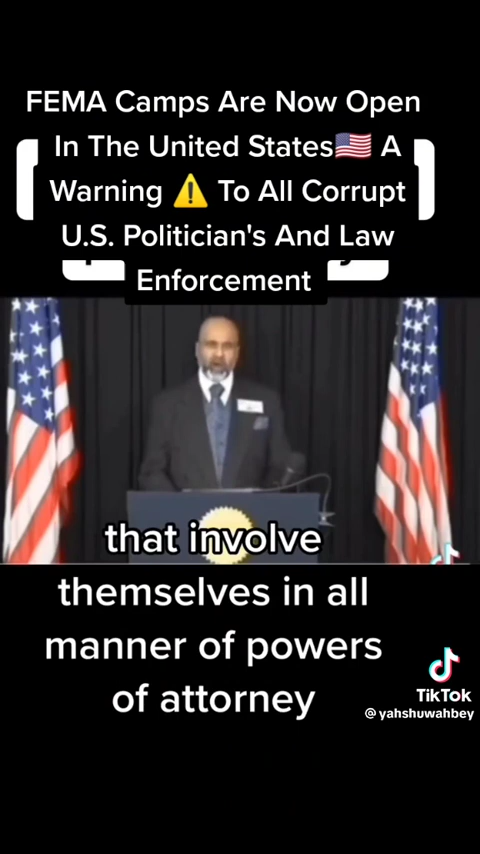 FEMA Camps Are Now Open
In The United States🇺🇸 A
Warning ⚠️ To All Corrupt
U.S. Politician's And Law
Enforcement
that involve
themselves in all
manner of powers
of attorney
TikTok
@yahshuwahbey